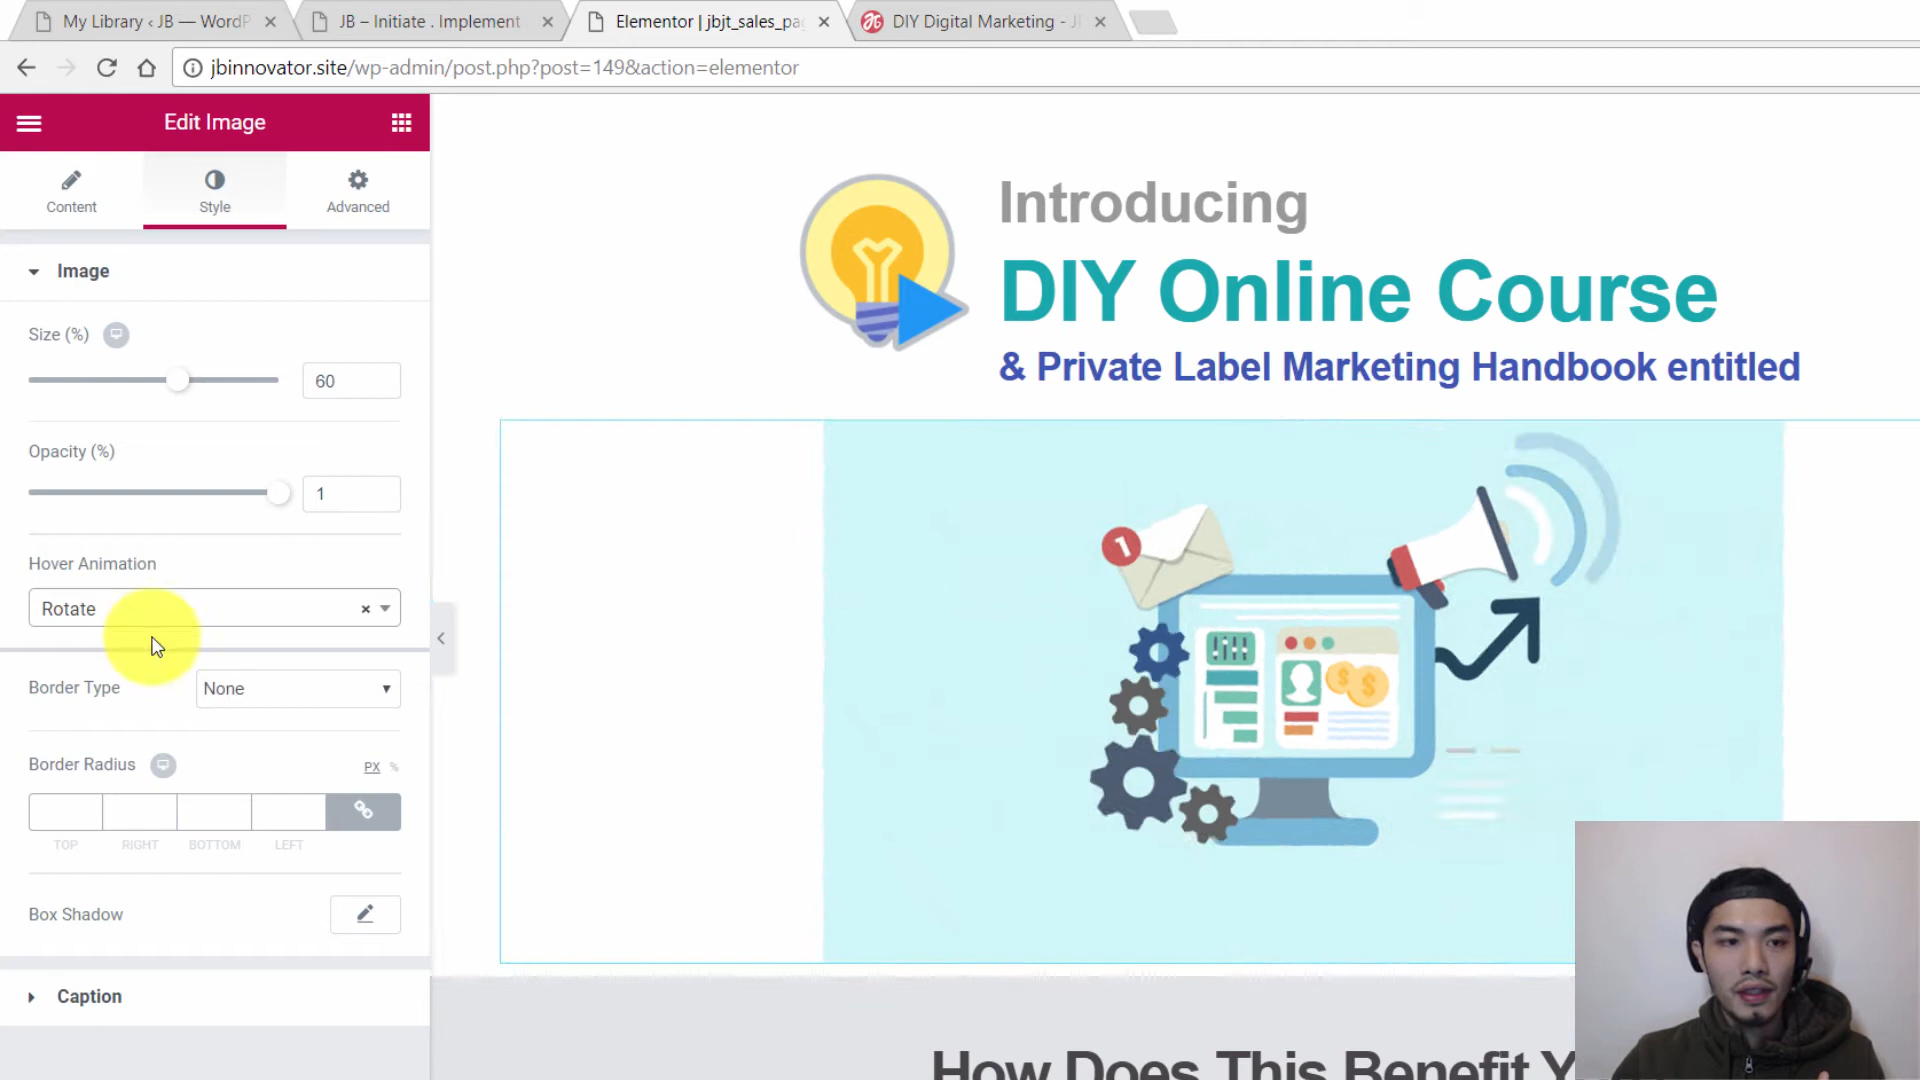 My Library ‹ JB — WordP
JB – Initiate . Implement
Elementor | jbjt_sales_pa
DIY Digital Marketing - J
jbinnovator.site/wp-admin/post.php?post=149&action=elementor
Edit Image
Content
Style
Advanced
Image
Size (%)
60
Opacity (%)
1
Hover Animation
Rotate
Border Type
None
Border Radius
PX %
TOP RIGHT BOTTOM LEFT
Box Shadow
Caption
Introducing
DIY Online Course
& Private Label Marketing Handbook entitled
1
$ $
How Does This Benefit